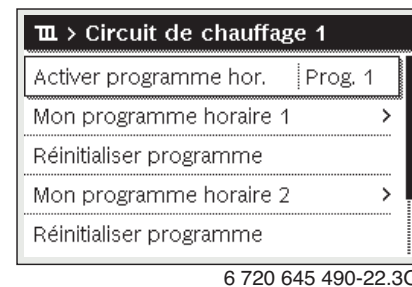 > Circuit de chauffage 1
Activer programme hor. Prog. 1
Mon programme horaire 1 >
Réinitialiser programme
Mon programme horaire 2 >
Réinitialiser programme
6 720 645 490-22.3O